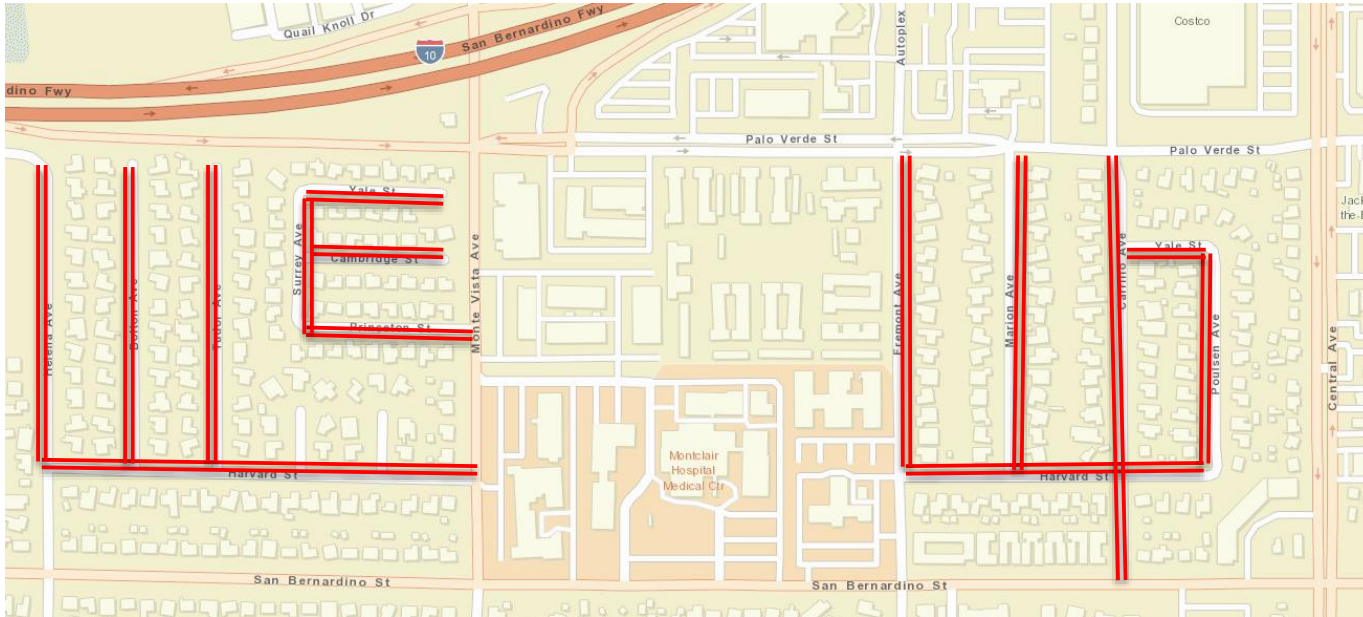 Quail Knoll Dr
San Bernardino Fwy
10
Autoplex
Costco
dino Fwy
Palo Verde St
Palo Verde St
Yale St
Surrey Ave
Cambridge St
Princeton St
Helena Ave
Dolton Ave
Tudor Ave
Monte Vista Ave
Fremont Ave
Marion Ave
Carrillo Ave
Yale St
Poulsen Ave
Central Ave
Jack
the-B
Harvard St
Montclair
Hospital
Medical Ctr
Harvard St
San Bernardino St
San Bernardino St